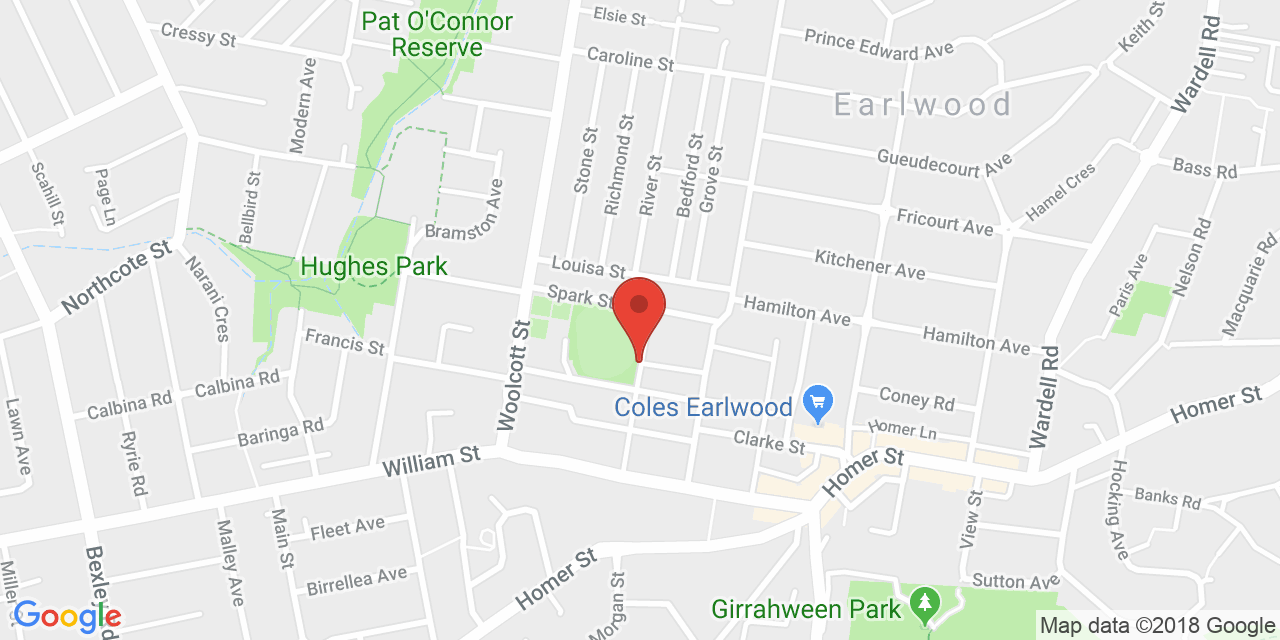 Pat O'Connor
Reserve
Elsie St
Cressy St
Caroline St
Prince Edward Ave
Keith St
Wardell Rd
Earlwood
Modern Ave
Stone St
Richmond St
River St
Bedford St
Grove St
Gueudecourt Ave
Hamel Cres
Bass Rd
Scahill St
Page Ln
Bellbird St
Bramston Ave
Fricourt Ave
Kitchener Ave
Nelson Rd
Macquarie Rd
Paris Ave
Northcote St
Narani Cres
Hughes Park
Louisa St
Spark St
Hamilton Ave
Hamilton Ave
Francis St
Woolcott St
Wardell Rd
Calbina Rd
Calbina Rd
Coles Earlwood
Coney Rd
Homer St
Homer Ln
Lawn Ave
Ryrie Rd
Baringa Rd
Clarke St
William St
Homer St
Hocking Ave
Banks Rd
Fleet Ave
Main St
Malley Ave
View St
Homer St
Birrellea Ave
Morgan St
Sutton Ave
Miller St
Bexley Rd
Girrahween Park
Google
Map data ©2018 Google